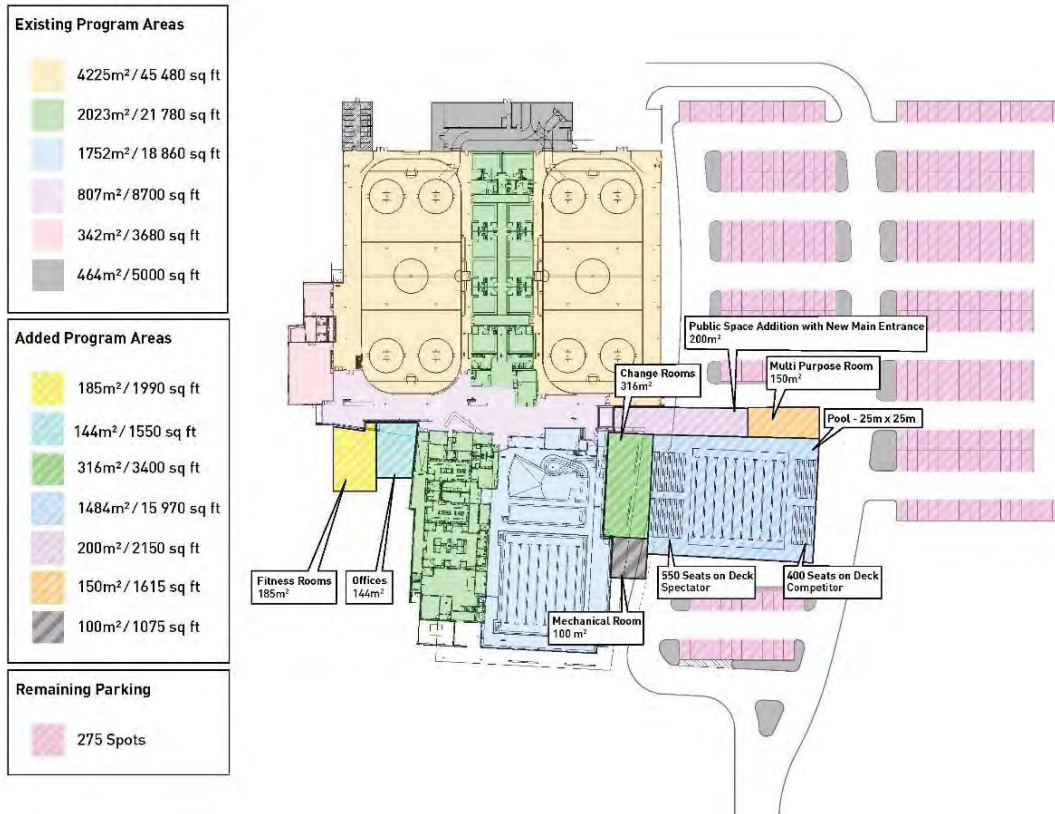 Existing Program Areas
4225m²/45 480 sq ft
2023m²/21 780 sq ft
1752m²/18 860 sq ft
807m²/8700 sq ft
342m²/3680 sq ft
464m²/5000 sq ft
Added Program Areas
185m²/1990 sq ft
144m²/1550 sq ft
316m²/3400 sq ft
1484m²/15 970 sq ft
200m²/2150 sq ft
150m²/1615 sq ft
100m²/1075 sq ft
Remaining Parking
275 Spots
Public Space Addition with New Main Entrance
200m²
Change Rooms
316m²
Multi Purpose Room
150m²
Pool - 25m x 25m
Fitness Rooms
185m²
Offices
144m²
550 Seats on Deck
Spectator
400 Seats on Deck
Competitor
Mechanical Room
100 m²